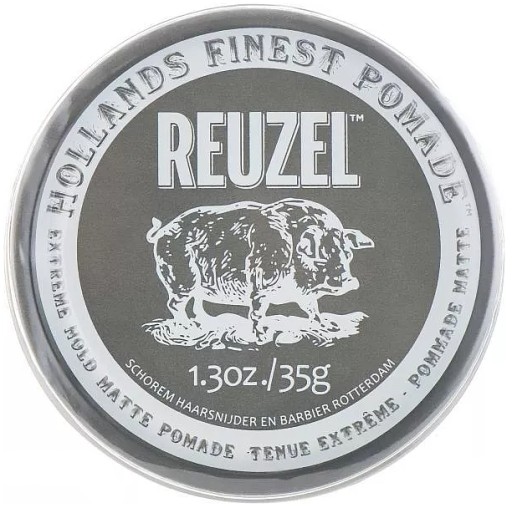 HOLLANDS FINEST POMADE™
REUZEL™
1.3oz./35g
SCHOREM HAARSNIJDER EN BARBIER ROTTERDAM
EXTREME HOLD MATTE POMADE - TENUE EXTRÊME - POMMADE MATTE